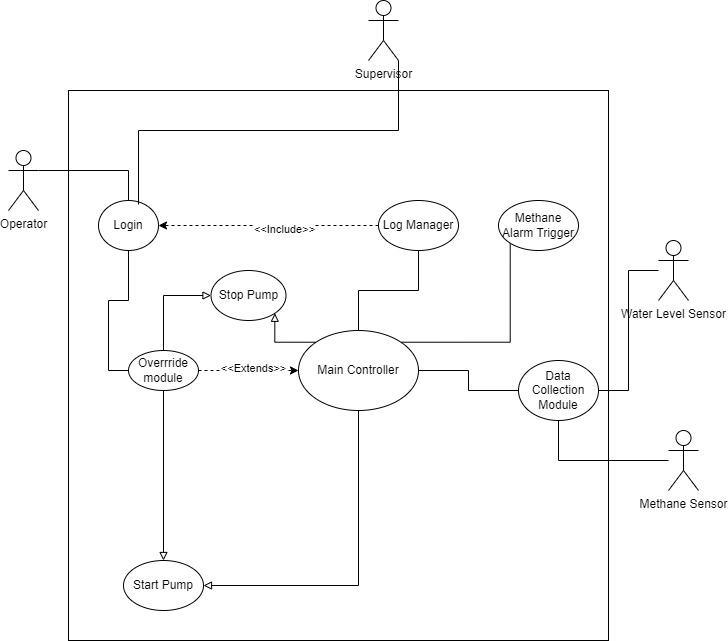 Supervisor
Operator
Login
<<Include>>
Log Manager
Methane
Alarm Trigger
Stop Pump
Water Level Sensor
Overrride
module
<<Extends>>
Main Controller
Data
Collection
Module
Methane Sensor
Start Pump